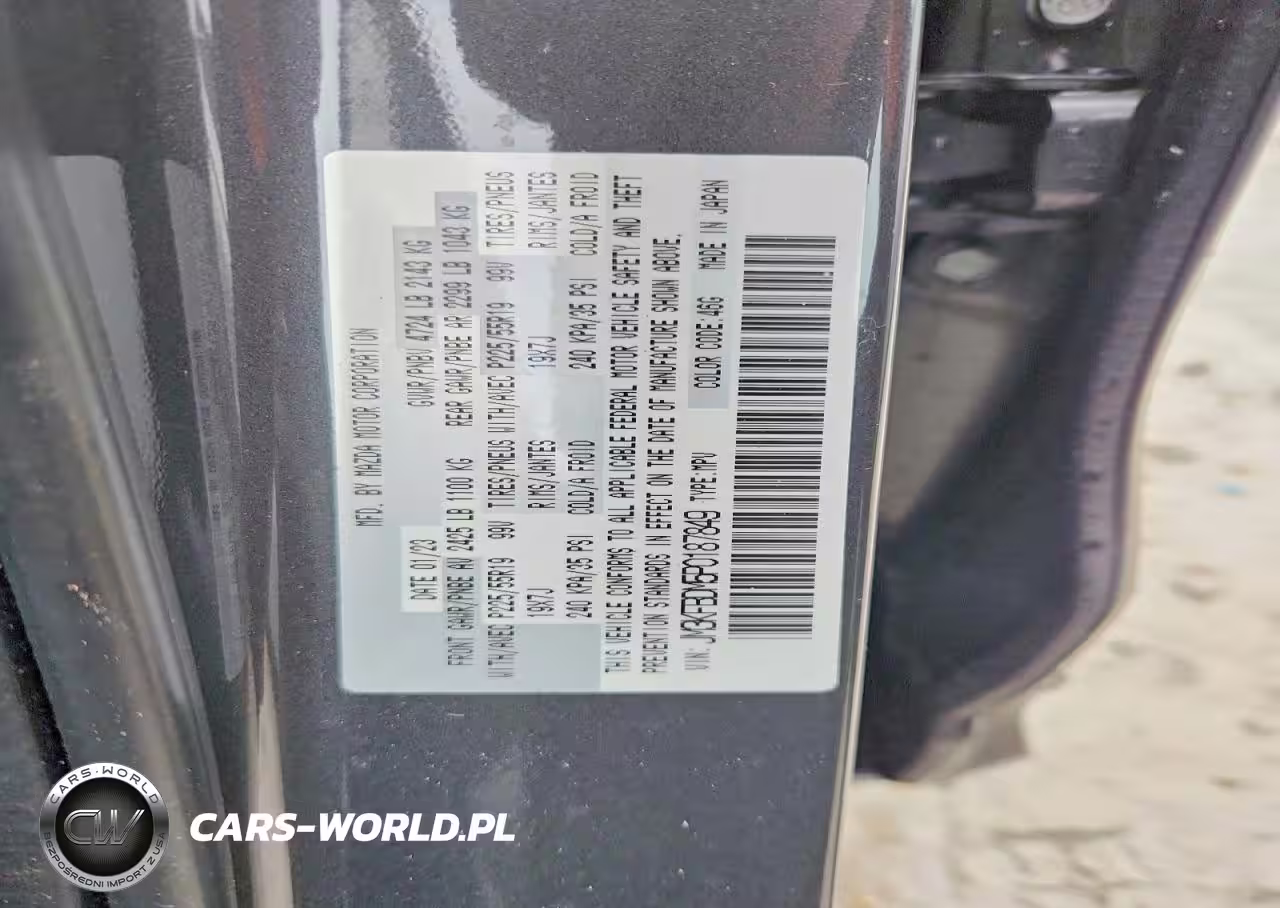 MFD. BY MAZDA MOTOR CORPORATION
DATE 01/23 GVWR/PNBV 4724 LB 2143 KG
FRONT GAWR/PNBE AV 2425 LB 1100 KG REAR GAWR/PNBE AR 2299 LB 1043 KG
WITH/AVEC P225/55R19 99V TIRES/PNEUS WITH/AVEC P225/55R19 99V TIRES/PNEUS
19X7J RIMS/JANTES 19X7J RIMS/JANTES
240 KPA/35 PSI COLD/A FROID 240 KPA/35 PSI COLD/A FROID
THIS VEHICLE CONFORMS TO ALL APPLICABLE FEDERAL MOTOR VEHICLE SAFETY AND THEFT
PREVENTION STANDARDS IN EFFECT ON THE DATE OF MANUFACTURE SHOWN ABOVE.
VIN: JM3KFBDM5P0187849 TYPE:MPV COLOR CODE:46G MADE IN JAPAN
CARS-WORLD
CW
BEZPOŚREDNI IMPORT Z USA
CARS-WORLD.PL